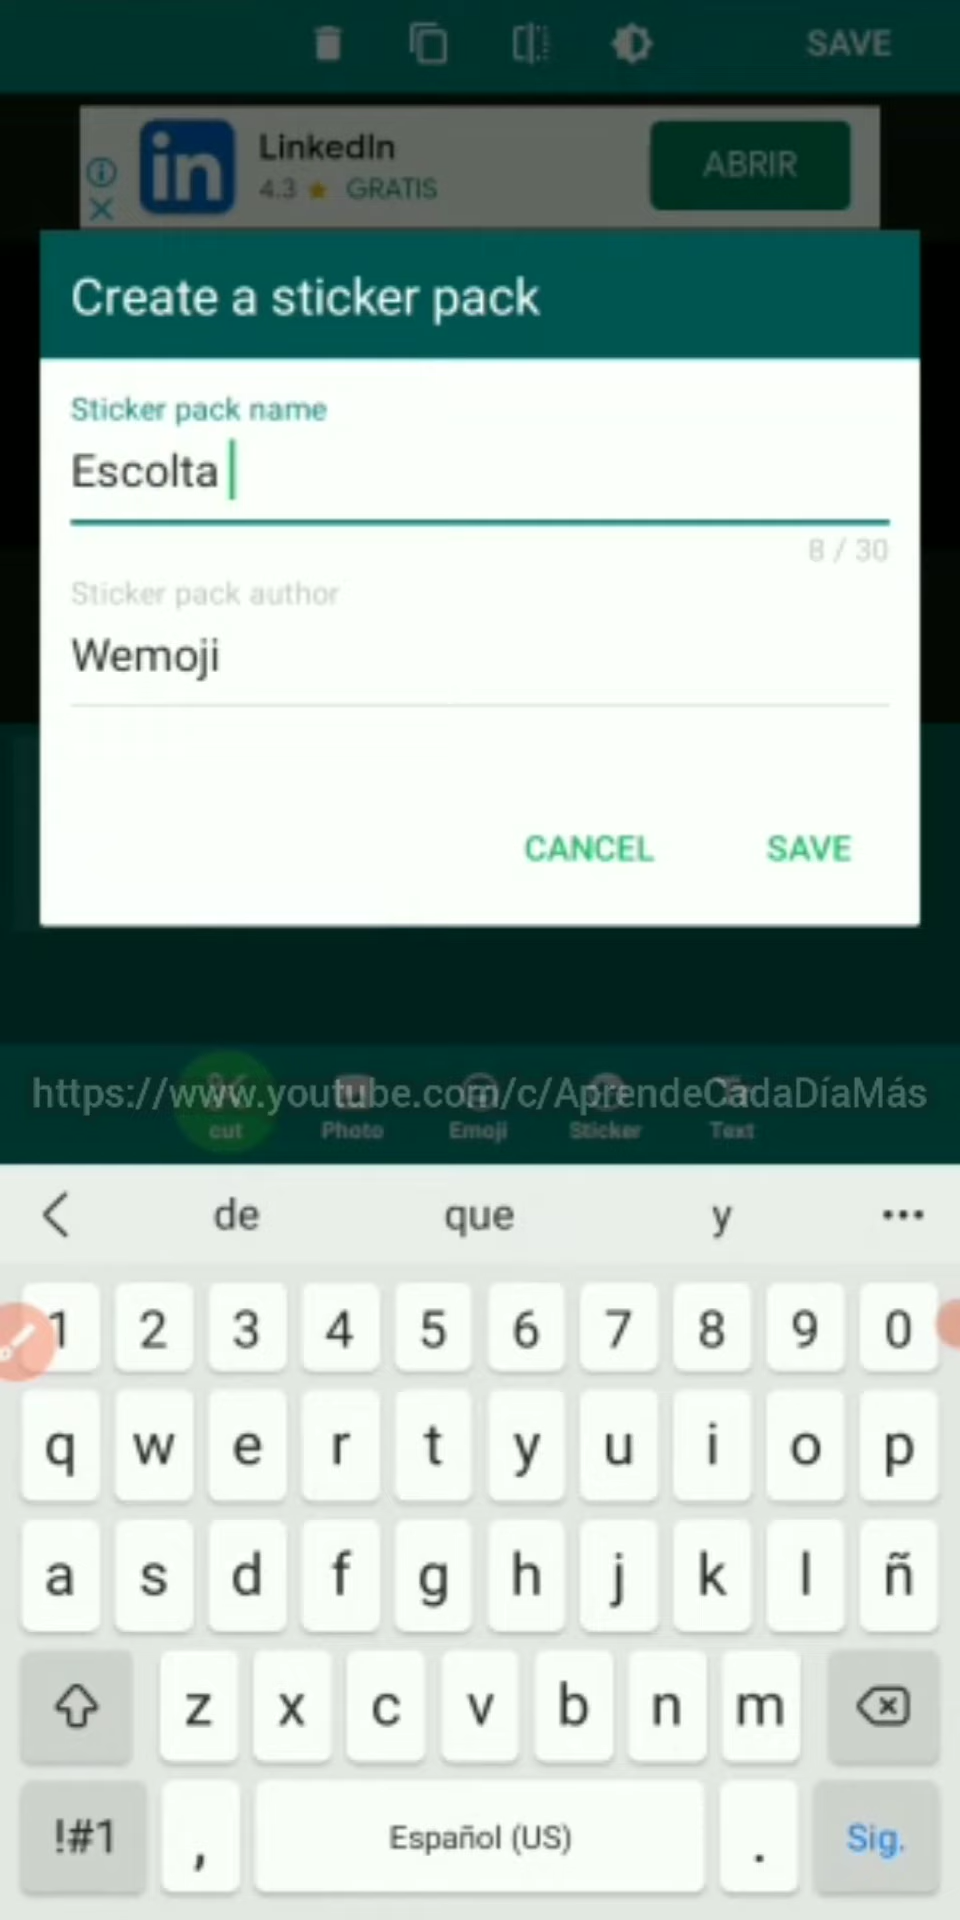 SAVE
LinkedIn
4.3 ★ GRATIS
ABRIR
Create a sticker pack
Sticker pack name
Escolta
8 / 30
Sticker pack author
Wemoji
CANCEL SAVE
https://www.youtube.com/c/AprendeCadaDíaMás
cut Photo Emoji Sticker Text
de que y
1 2 3 4 5 6 7 8 9 0
q w e r t y u i o p
a s d f g h j k l ñ
z x c v b n m
!#1 , Español (US) . Sig.